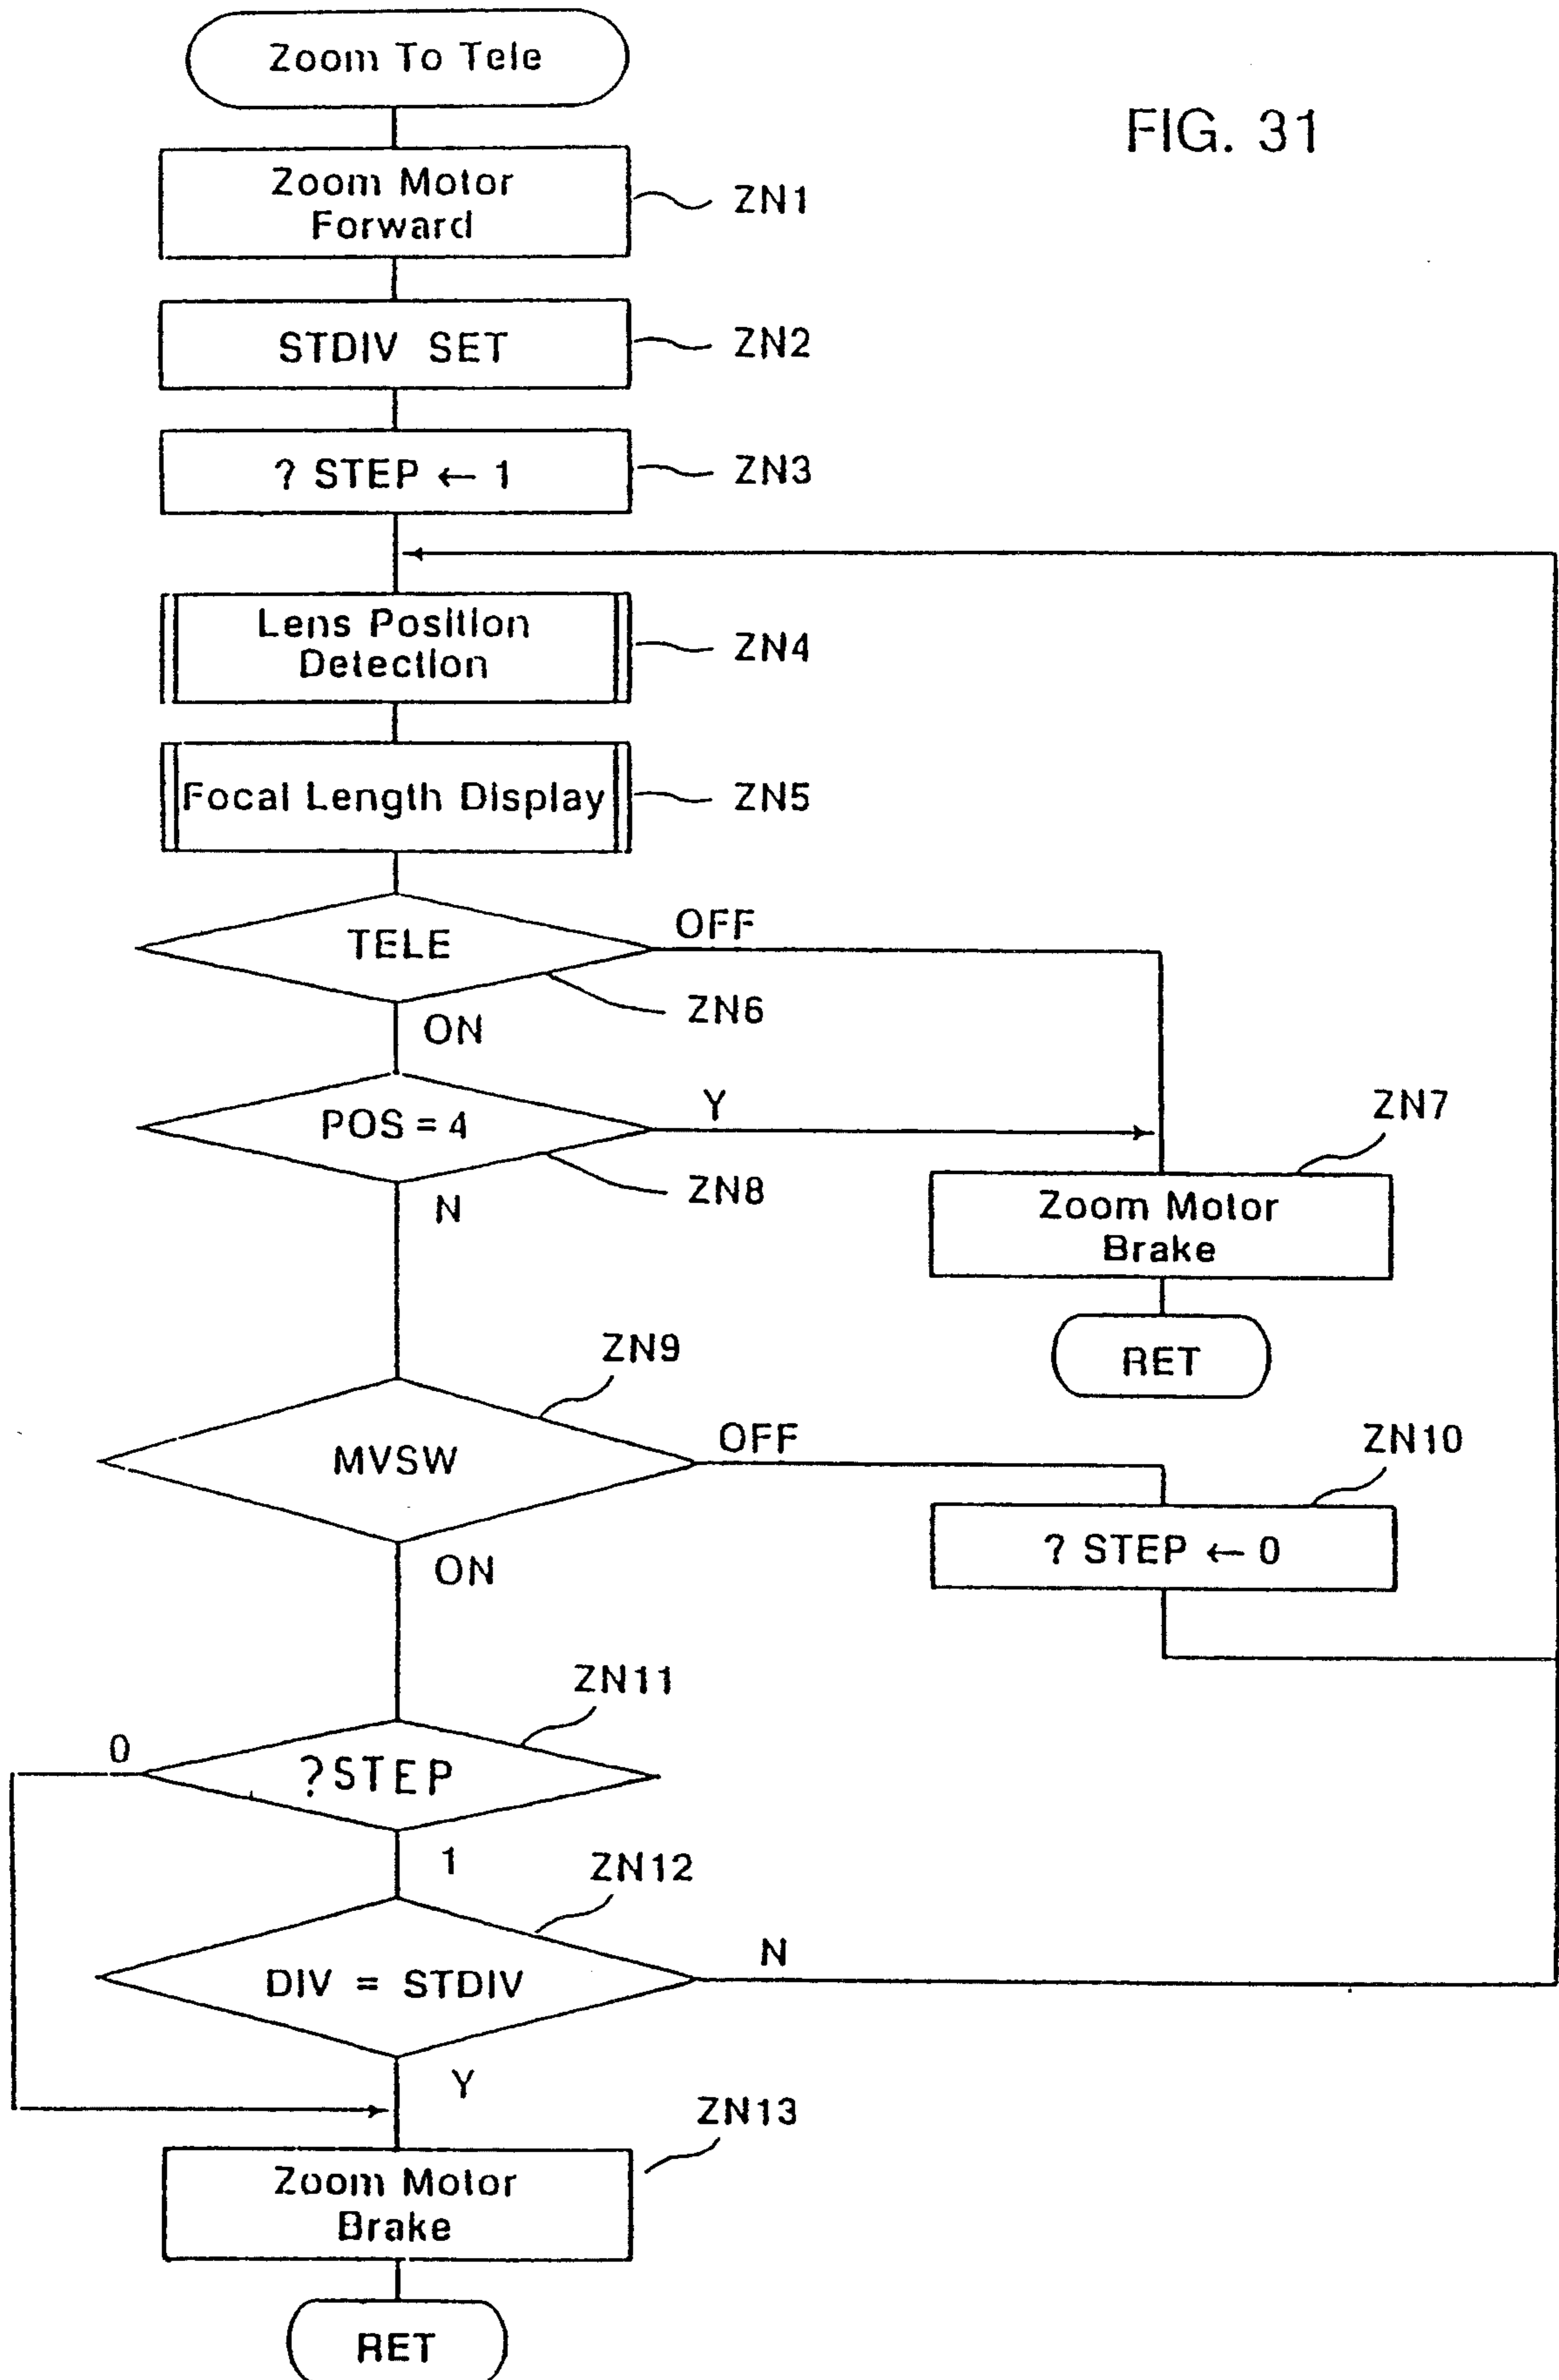 Zoom To Tele
FIG. 31
Zoom Motor
Forward
ZN1
STDIV SET
ZN2
? STEP ← 1
ZN3
Lens Position
Detection
ZN4
Focal Length Display
ZN5
TELE
OFF
ZN6
ON
POS = 4
Y
ZN8
N
ZN7
Zoom Motor
Brake
RET
ZN9
MVSW
OFF
ON
ZN10
? STEP ← 0
ZN11
0
?STEP
1
ZN12
DIV = STDIV
N
Y
ZN13
Zoom Motor
Brake
RET